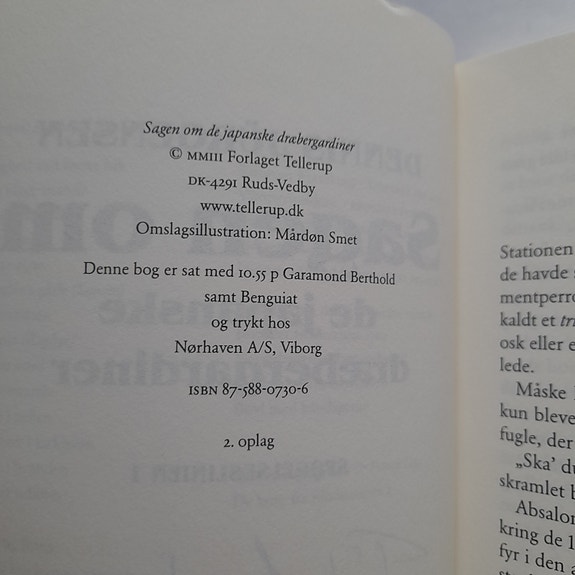 Sagen om de japanske dræbergardiner
© MMIII Forlaget Tellerup
DK-4291 Ruds-Vedby
www.tellerup.dk
Omslagsillustration: Mårdøn Smet
Denne bog er sat med 10.55 p Garamond Berthold
samt Benguiat
og trykt hos
Nørhaven A/S, Viborg
ISBN 87-588-0730-6
2. oplag
Stationen
de havde
mentperro
kaldt et
osk eller e
lede.
Måske
kun bleve
fugle, der
„Ska' du
skramlet
Absalon
kring de 1
fyr i den